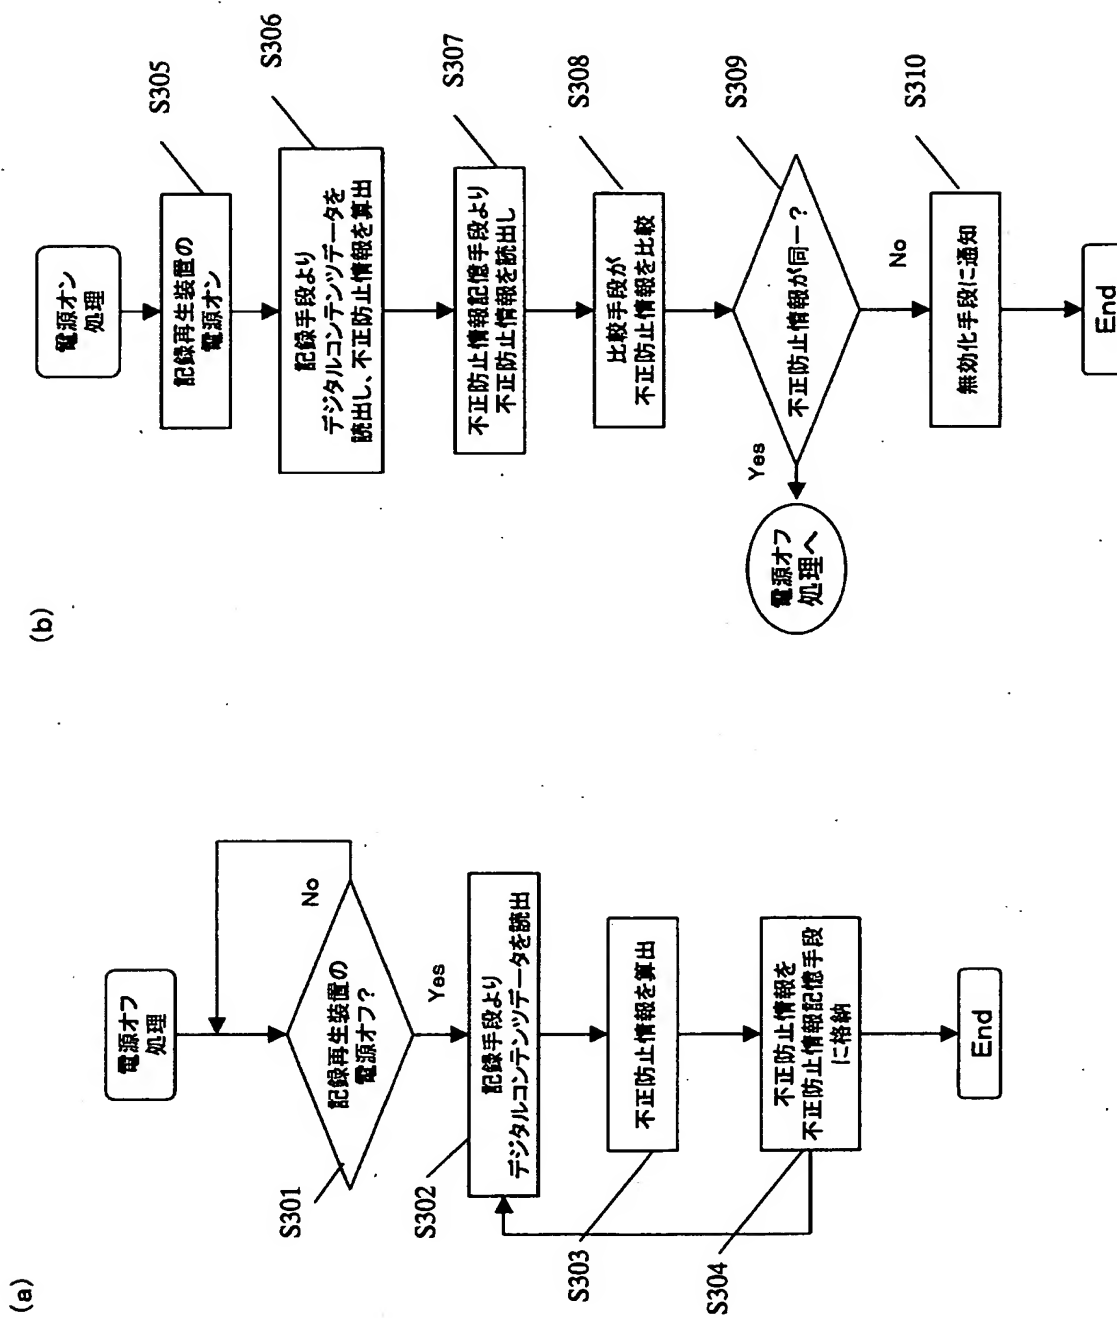 (a)
電源オフ
処理
記録再生装置の
電源オフ?
No
Yes
S301
記録手段より
デジタルコンテンツデータを読出
S302
不正防止情報を算出
S303
不正防止情報を
不正防止情報記憶手段
に格納
S304
End
(b)
電源オン
処理
記録再生装置の
電源オン
S305
記録手段より
デジタルコンテンツデータを
読出し、不正防止情報を算出
S306
不正防止情報記憶手段より
不正防止情報を読出し
S307
比較手段が
不正防止情報を比較
S308
不正防止情報が同一?
S309
Yes
No
電源オフ
処理へ
無効化手段に通知
S310
End